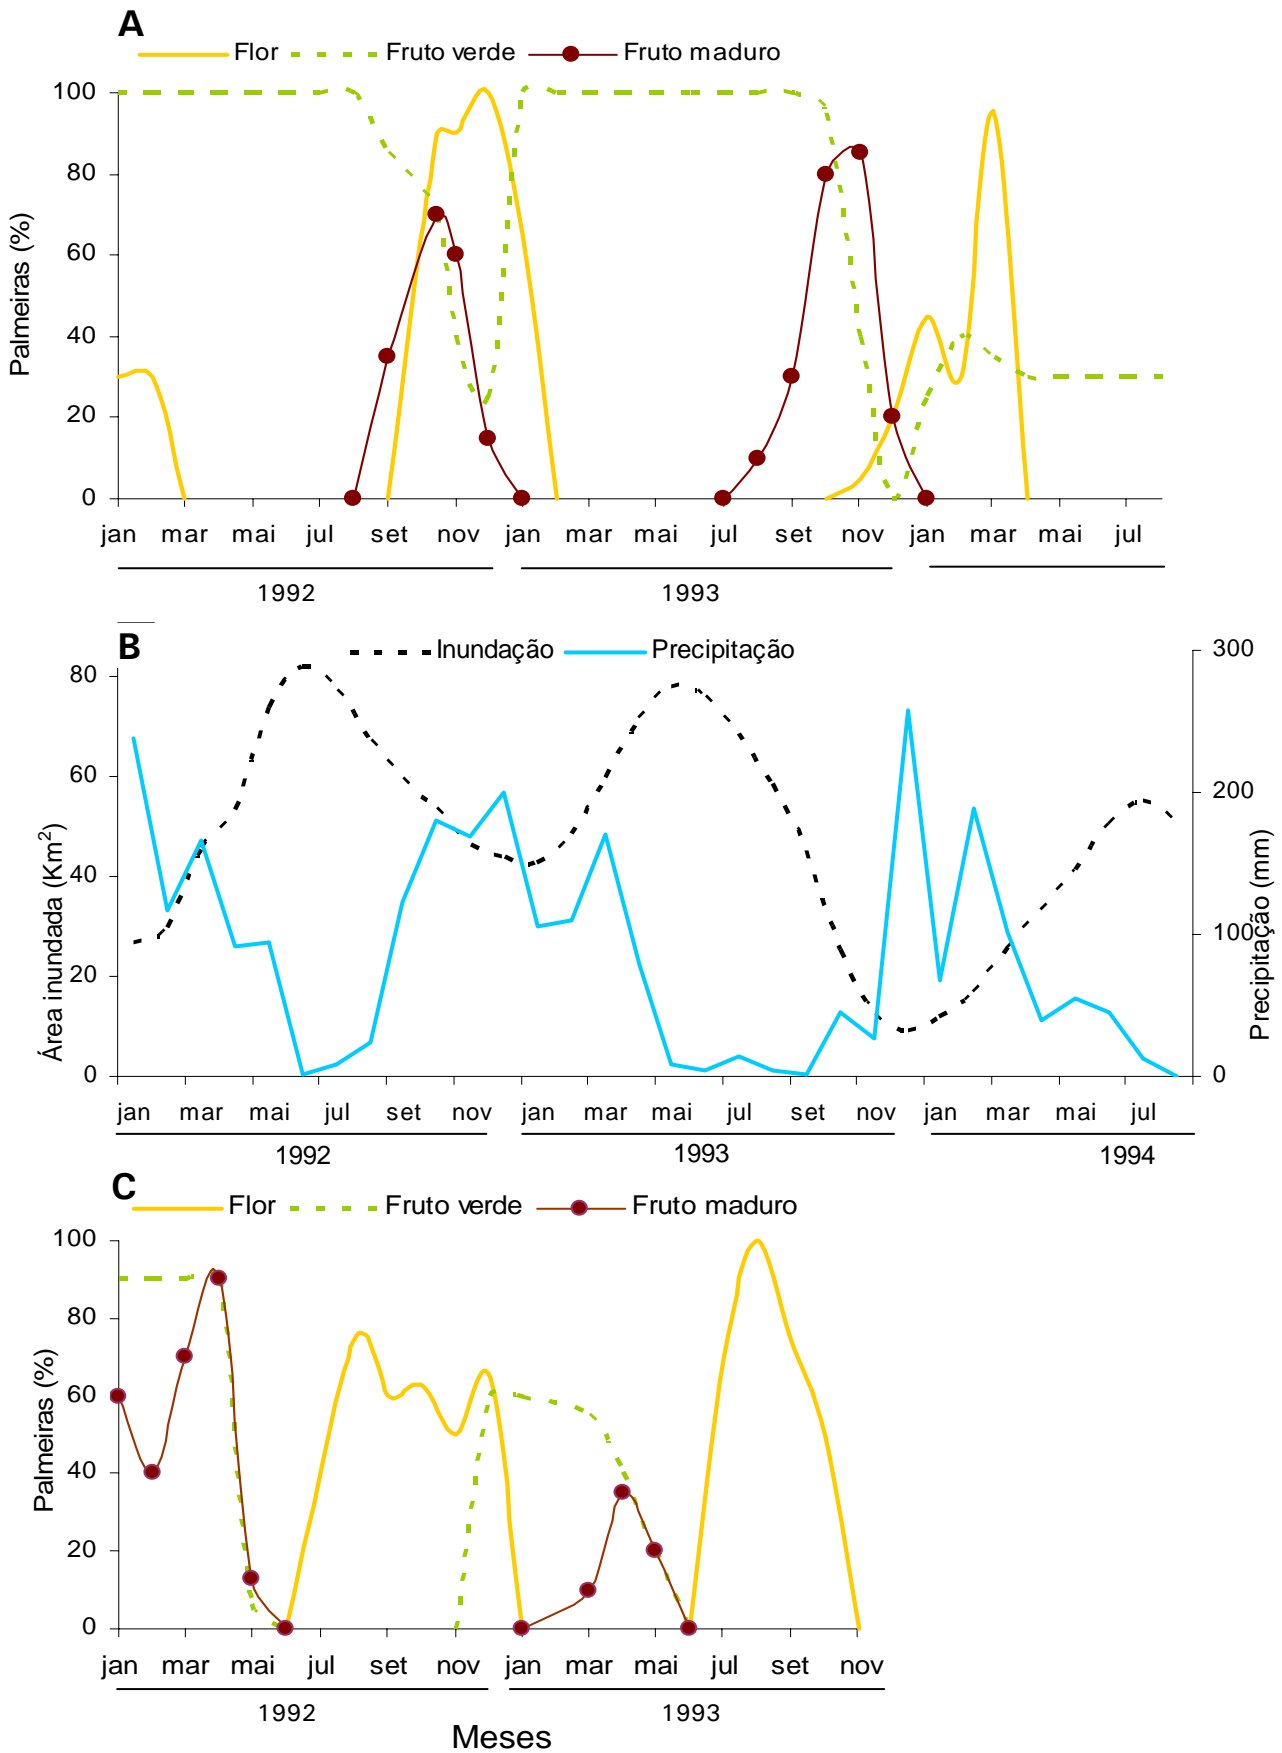 A
Flor Fruto verde Fruto maduro
100
80
60
40
20
0
Palmeiras (%)
jan mar mai jul set nov jan mar mai jul set nov jan mar mai jul
1992 1993
B
Inundação Precipitação
80
60
40
20
0
Área inundada (Km²)
300
200
100
0
Precipitação (mm)
jan mar mai jul set nov jan mar mai jul set nov jan mar mai jul
1992 1993 1994
C
Flor Fruto verde Fruto maduro
100
80
60
40
20
0
Palmeiras (%)
jan mar mai jul set nov jan mar mai jul set nov
1992 1993
Meses